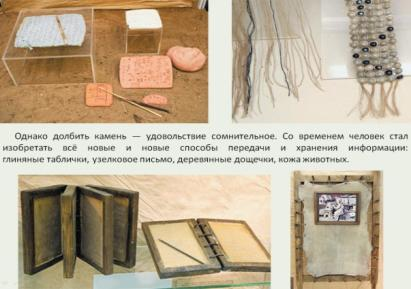 Однако долбить камень — удовольствие сомнительное. Со временем человек стал
изобретать всё новые и новые способы передачи и хранения информации:
глиняные таблички, узелковое письмо, деревянные дощечки, кожа животных.